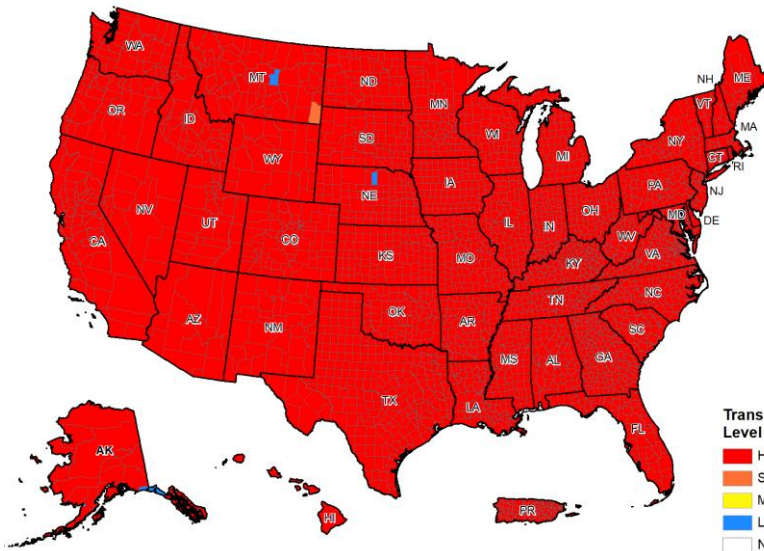 WA
MT
ND
MN
NH
ME
VT
OR
ID
SD
WI
MI
NY
MA
WY
CT
RI
NE
IA
PA
NJ
NV
UT
CO
IL
IN
OH
MD
DE
CA
KS
MO
WV
VA
KY
AZ
NM
OK
AR
TN
NC
SC
MS
AL
GA
TX
LA
FL
AK
HI
PR
Trans
Level
H
S
M
L
N